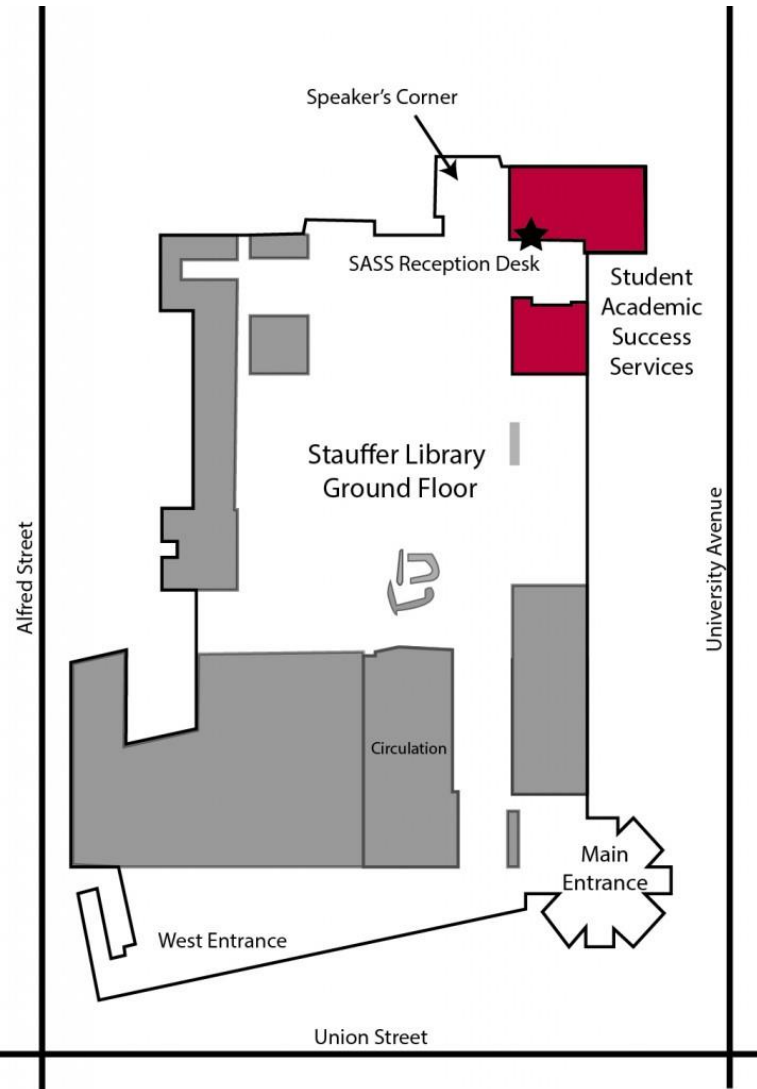 Speaker's Corner
SASS Reception Desk
Student
Academic
Success
Services
Stauffer Library
Ground Floor
Alfred Street
University Avenue
Circulation
Main
Entrance
West Entrance
Union Street